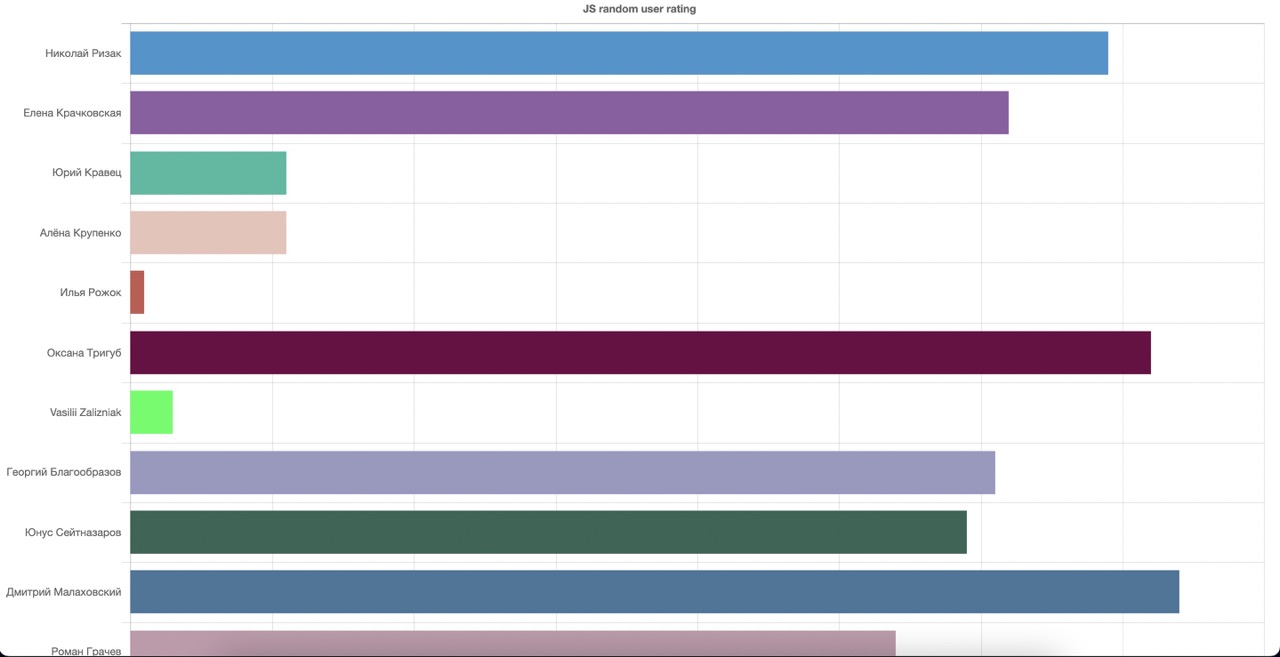 JS random user rating
Николай Ризак
Елена Крачковская
Юрий Кравец
Алёна Крупенко
Илья Рожок
Оксана Тригуб
Vasilii Zalizniak
Георгий Благообразов
Юнус Сейтназаров
Дмитрий Малаховский
Роман Грачев